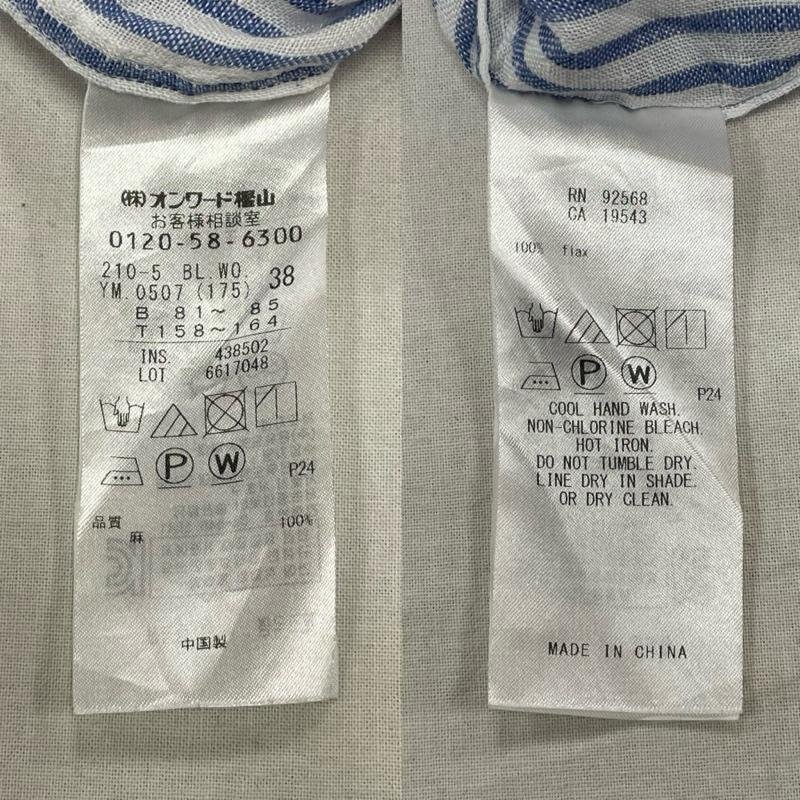 (株)オンワード樫山
お客様相談室
0120-58-6300
210-5 BL.WO. 38
YM.0507 (175)
B 81～ 85
T158～164
INS. 438502
LOT 6617048
P W P24
品質
麻 100%
中国製
RN 92568
CA 19543
100% flax
P W P24
COOL HAND WASH.
NON-CHLORINE BLEACH.
HOT IRON.
DO NOT TUMBLE DRY.
LINE DRY IN SHADE.
OR DRY CLEAN.
MADE IN CHINA